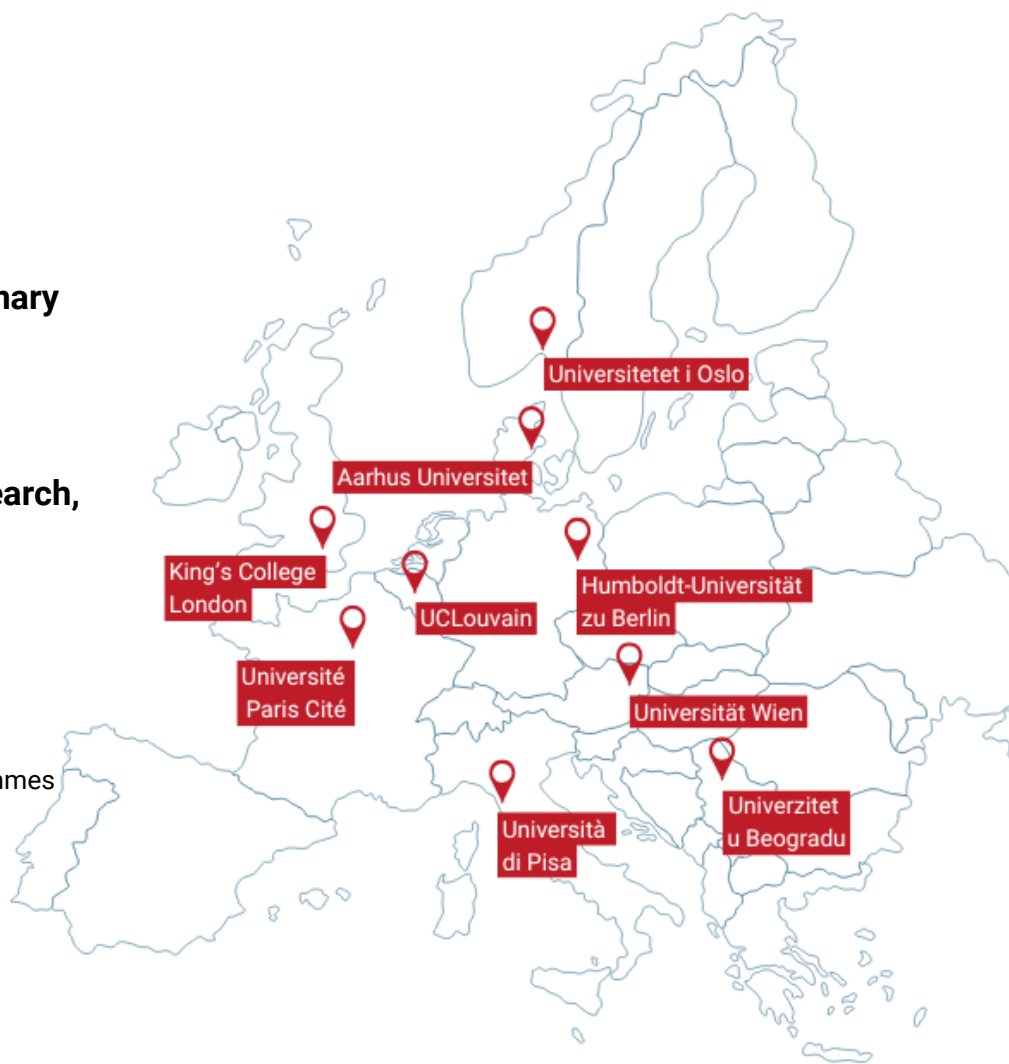 nary
earch,
nmes
Universitetet i Oslo
Aarhus Universitet
King's College
London
UCLouvain
Humboldt-Universität
zu Berlin
Université
Paris Cité
Universität Wien
Univerzitet
u Beogradu
Università
di Pisa